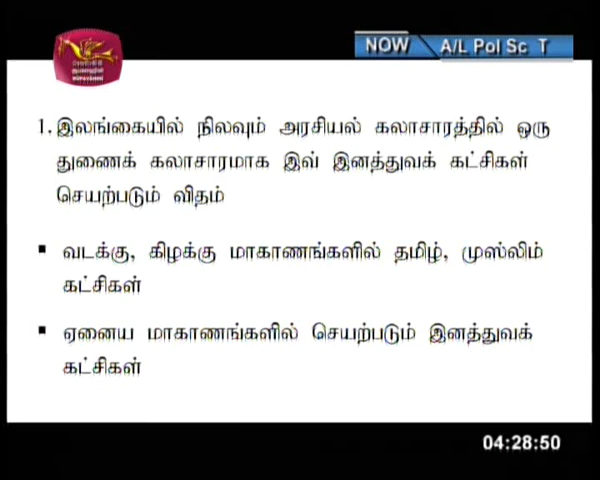 NOW A/L Pol Sc T
1. இலங்கையில் நிலவும் அரசியல் கலாசாரத்தில் ஒரு
துணைக் கலாசாரமாக இவ் இனத்துவக் கட்சிகள்
செயற்படும் விதம்
▪ வடக்கு, கிழக்கு மாகாணங்களில் தமிழ், முஸ்லிம்
கட்சிகள்
▪ ஏனைய மாகாணங்களில் செயற்படும் இனத்துவக்
கட்சிகள்
04:28:50